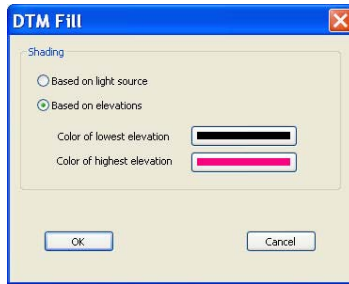 DTM Fill
Shading
Based on light source
Based on elevations
Color of lowest elevation
Color of highest elevation
OK
Cancel